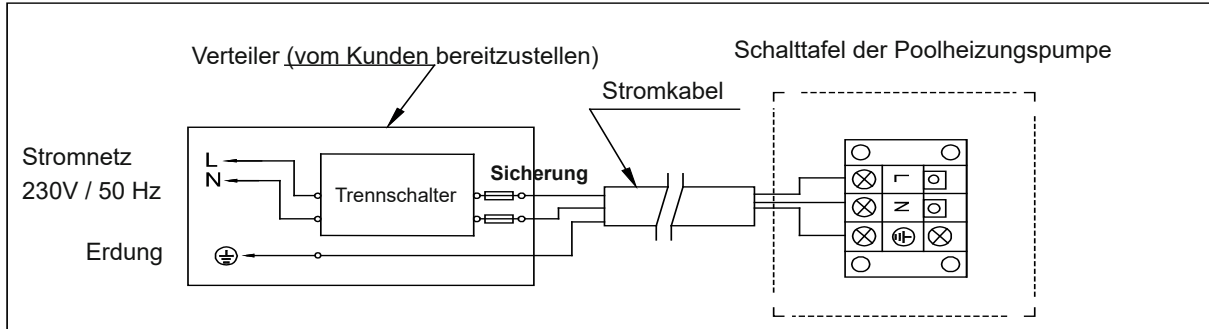 Verteiler (vom Kunden bereitzustellen)
Schalttafel der Poolheizungspumpe
Stromkabel
Stromnetz
230V / 50 Hz
L
N
Trennschalter
Sicherung
Erdung
L
N